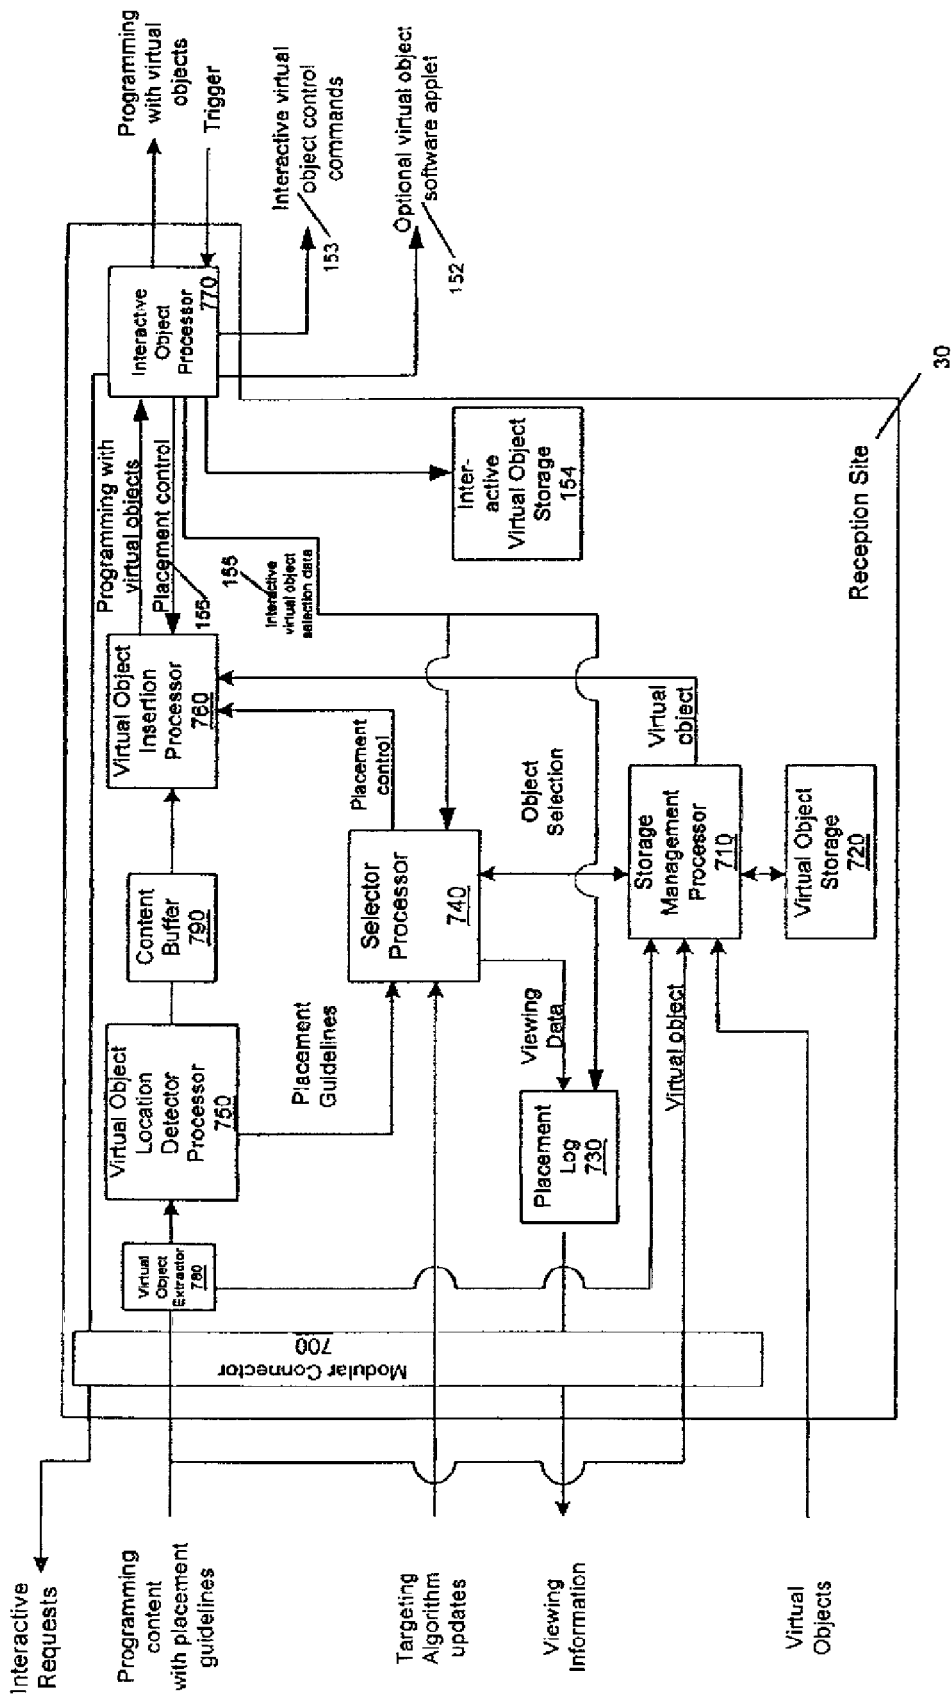 Interactive
Requests
Programming
content
with placement
guidelines
Targeting
Algorithm
updates
Viewing
Information
Virtual
Objects
Modular Connector
700
Virtual
Object
Extractor
780
Virtual Object
Location
Detector
Processor
750
Content
Buffer
790
Virtual Object
Insertion
Processor
760
Programming with
virtual objects
Placement control
155
Interactive
Object
Processor
770
Programming
with virtual
objects
Trigger
Interactive virtual
object control
commands
153
Optional virtual object
software applet
152
155
Interactive
virtual object
selection data
Inter-
active
Virtual Object
Storage
154
Placement
Guidelines
Selector
Processor
740
Placement
control
Object
Selection
Viewing
Data
Placement
Log
730
Virtual object
Storage
Management
Processor
710
Virtual
object
Virtual Object
Storage
720
Reception Site
30